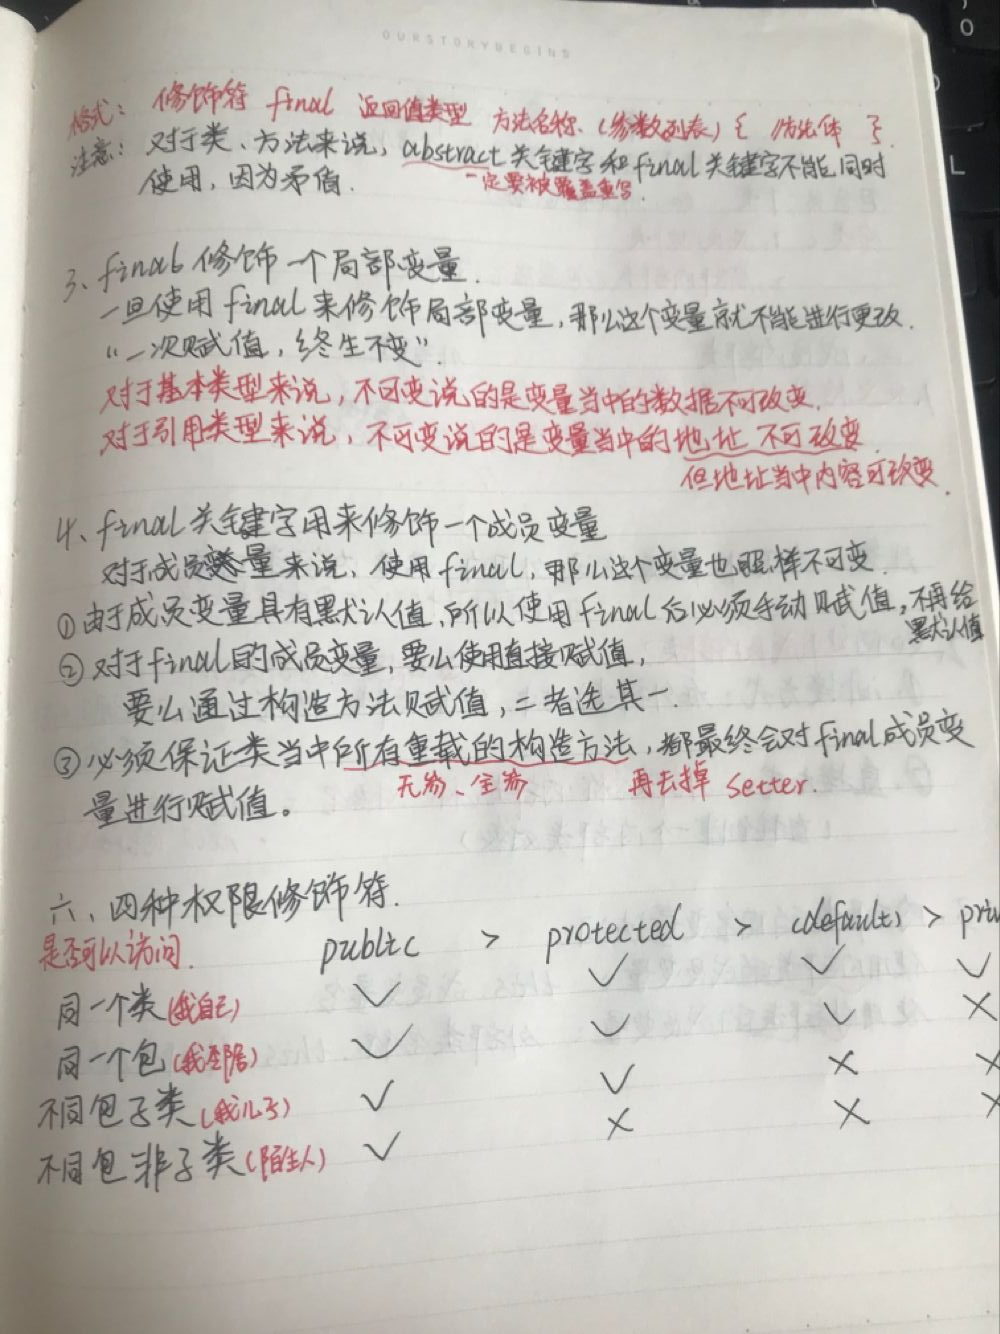 OURSTORYBEGINS
格式: 修饰符 final 返回值类型 方法名称 (参数列表) { //方法体 }
注意: 对于类、方法来说, abstract关键字和final关键字不能同时
使用, 因为矛盾.
一定要被覆盖重写
3、final修饰一个局部变量.
一旦使用final来修饰局部变量, 那么这个变量就不能进行更改.
“一次赋值, 终生不变”
对于基本类型来说, 不可变说的是变量当中的数据不可改变.
对于引用类型来说, 不可变说的是变量当中的地址不可改变
但地址当中内容可改变.
4、final关键字用来修饰一个成员变量
对于成员变量来说, 使用final, 那么这个变量也照样不可变.
①由于成员变量具有默认值, 所以使用final后必须手动赋值, 不再给
默认值
②对于final的成员变量, 要么使用直接赋值,
要么通过构造方法赋值, 二者选其一.
③必须保证类当中所有重载的构造方法, 都最终会对final成员变
无参、全参 再去掉 setter.
量进行赋值。
六、四种权限修饰符.
是否可以访问. public > protected > (default) > priv
同一个类(我自己) ✓ ✓ ✓ ✓
同一个包(我邻居) ✓ ✓ ✓ ×
不同包子类(我儿子) ✓ ✓ × ×
不同包非子类(陌生人) ✓ × × ×